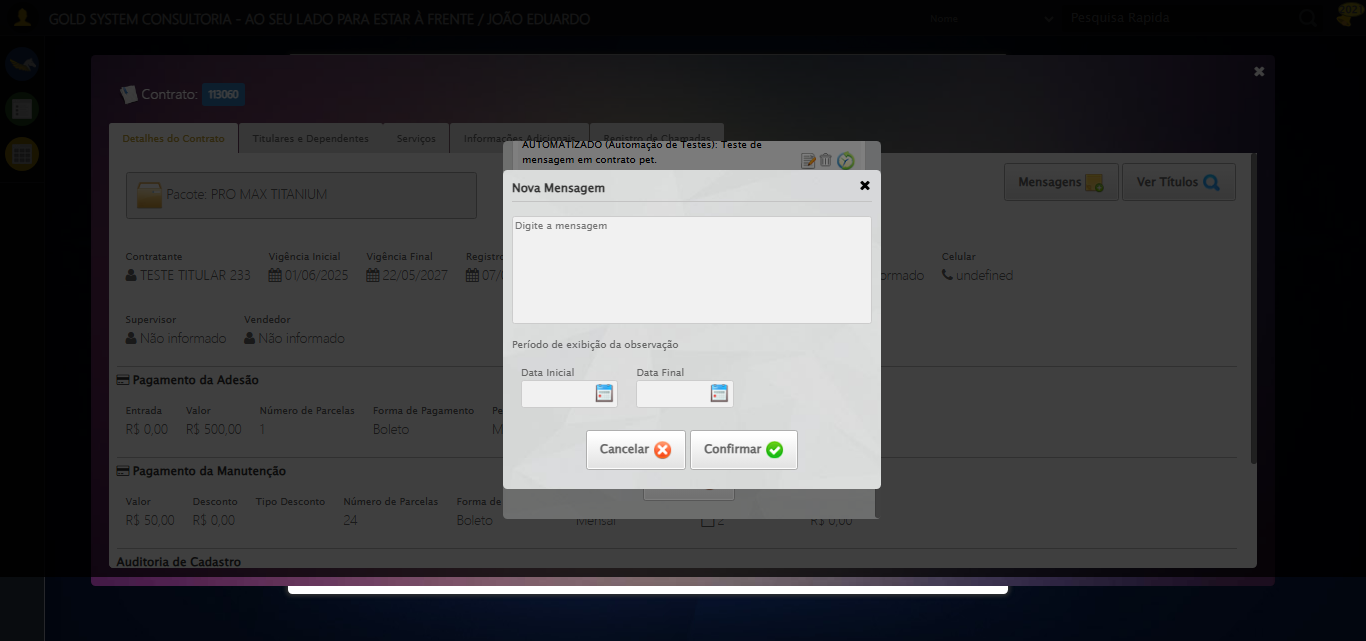 GOLD SYSTEM CONSULTORIA - AO SEU LADO PARA ESTAR À FRENTE / JOÃO EDUARDO
Nome
Pesquisa Rapida
Contrato: 113060
Detalhes do Contrato
Titulares e Dependentes
Serviços
Informações Adicionais
Registro de Chamadas
AUTOMATIZADO (Automação de Testes): Teste de
mensagem em contrato pet.
Pacote: PRO MAX TITANIUM
Mensagens
Ver Títulos
Nova Mensagem
Digite a mensagem
Contratante
Vigência Inicial
Vigência Final
Registro
Celular
TESTE TITULAR 233
01/06/2025
22/05/2027
07/
ormado
undefined
Supervisor
Vendedor
Não informado
Não informado
Período de exibição da observação
Data Inicial
Data Final
Pagamento da Adesão
Entrada
Valor
Número de Parcelas
Forma de Pagamento
Pe
R$ 0,00
R$ 500,00
1
Boleto
M
Cancelar
Confirmar
Pagamento da Manutenção
Valor
Desconto
Tipo Desconto
Número de Parcelas
Forma de
R$ 50,00
R$ 0,00
24
Boleto
Mensal
2
R$ 0,00
Auditoria de Cadastro